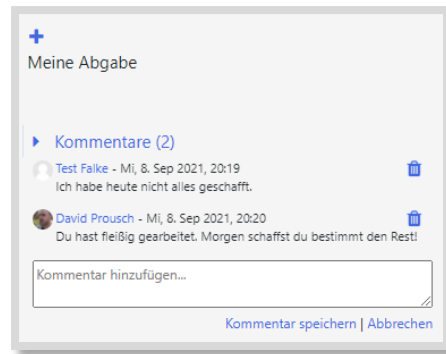 Meine Abgabe
Kommentare (2)
Test Falke - Mi, 8. Sep 2021, 20:19
Ich habe heute nicht alles geschafft.
David Prousch - Mi, 8. Sep 2021, 20:20
Du hast fleißig gearbeitet. Morgen schaffst du bestimmt den Rest!
Kommentar hinzufügen...
Kommentar speichern | Abbrechen